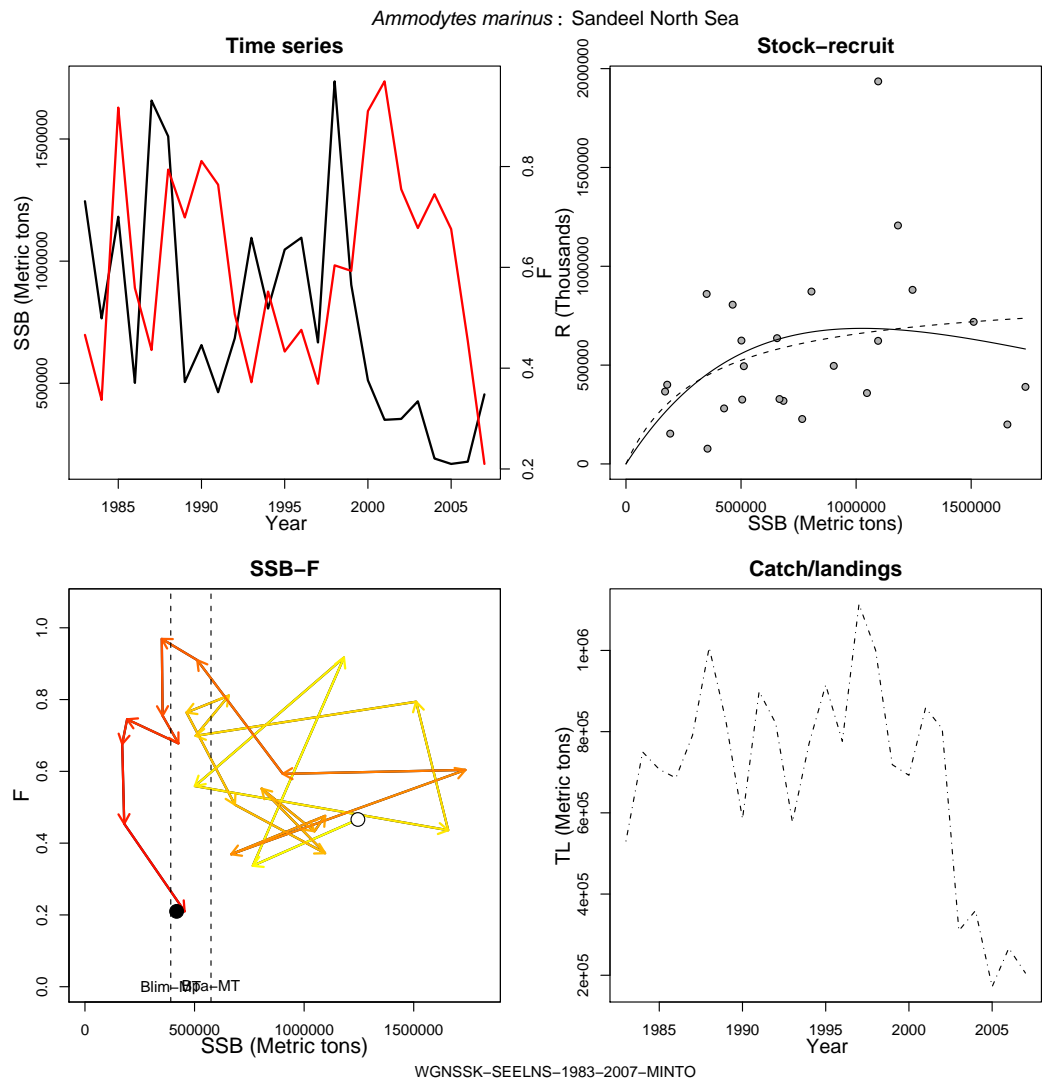 Ammodytes marinus : Sandeel North Sea
Time series
SSB (Metric tons)
500000 1000000 1500000
F
0.2 0.4 0.6 0.8
1985 1990 1995 2000 2005
Year
Stock−recruit
R (Thousands)
0 500000 1000000 1500000 2000000
0 500000 1000000 1500000
SSB (Metric tons)
SSB−F
F
0.0 0.2 0.4 0.6 0.8 1.0
Blim−MT Bpa−MT
0 500000 1000000 1500000
SSB (Metric tons)
Catch/landings
TL (Metric tons)
2e+05 4e+05 6e+05 8e+05 1e+06
1985 1990 1995 2000 2005
Year
WGNSSK−SEELNS−1983−2007−MINTO